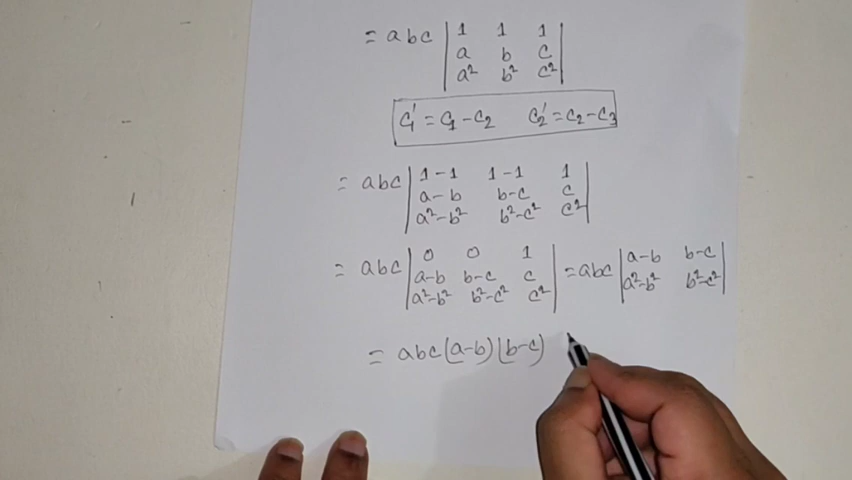 = abc | 1 1 1 |
| a b c |
| a² b² c² |
C₁' = C₁ - C₂ C₂' = C₂ - C₃
= abc | 1-1 1-1 1 |
| a-b b-c c |
| a²-b² b²-c² c² |
= abc | 0 0 1 | = abc | a-b b-c |
| a-b b-c c | | a²-b² b²-c² |
| a²-b² b²-c² c² |
= abc(a-b)(b-c)